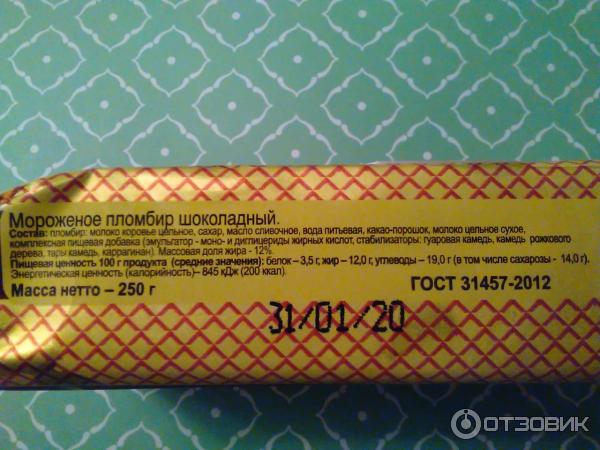 Мороженое пломбир шоколадный.
Состав: пломбир: молоко коровье цельное, сахар, масло сливочное, вода питьевая, какао-порошок, молоко цельное сухое,
комплексная пищевая добавка (эмульгатор - моно- и диглицериды жирных кислот, стабилизаторы: гуаровая камедь, камедь рожкового
дерева, тары камедь, каррагинан). Массовая доля жира - 12%.
Пищевая ценность 100 г продукта (средние значения): белок – 3,5 г, жир – 12,0 г, углеводы – 19,0 г (в том числе сахарозы - 14,0 г).
Энергетическая ценность (калорийность)– 845 кДж (200 ккал).
Масса нетто – 250 г
ГОСТ 31457-2012
31/01/20
ОТЗОВИК